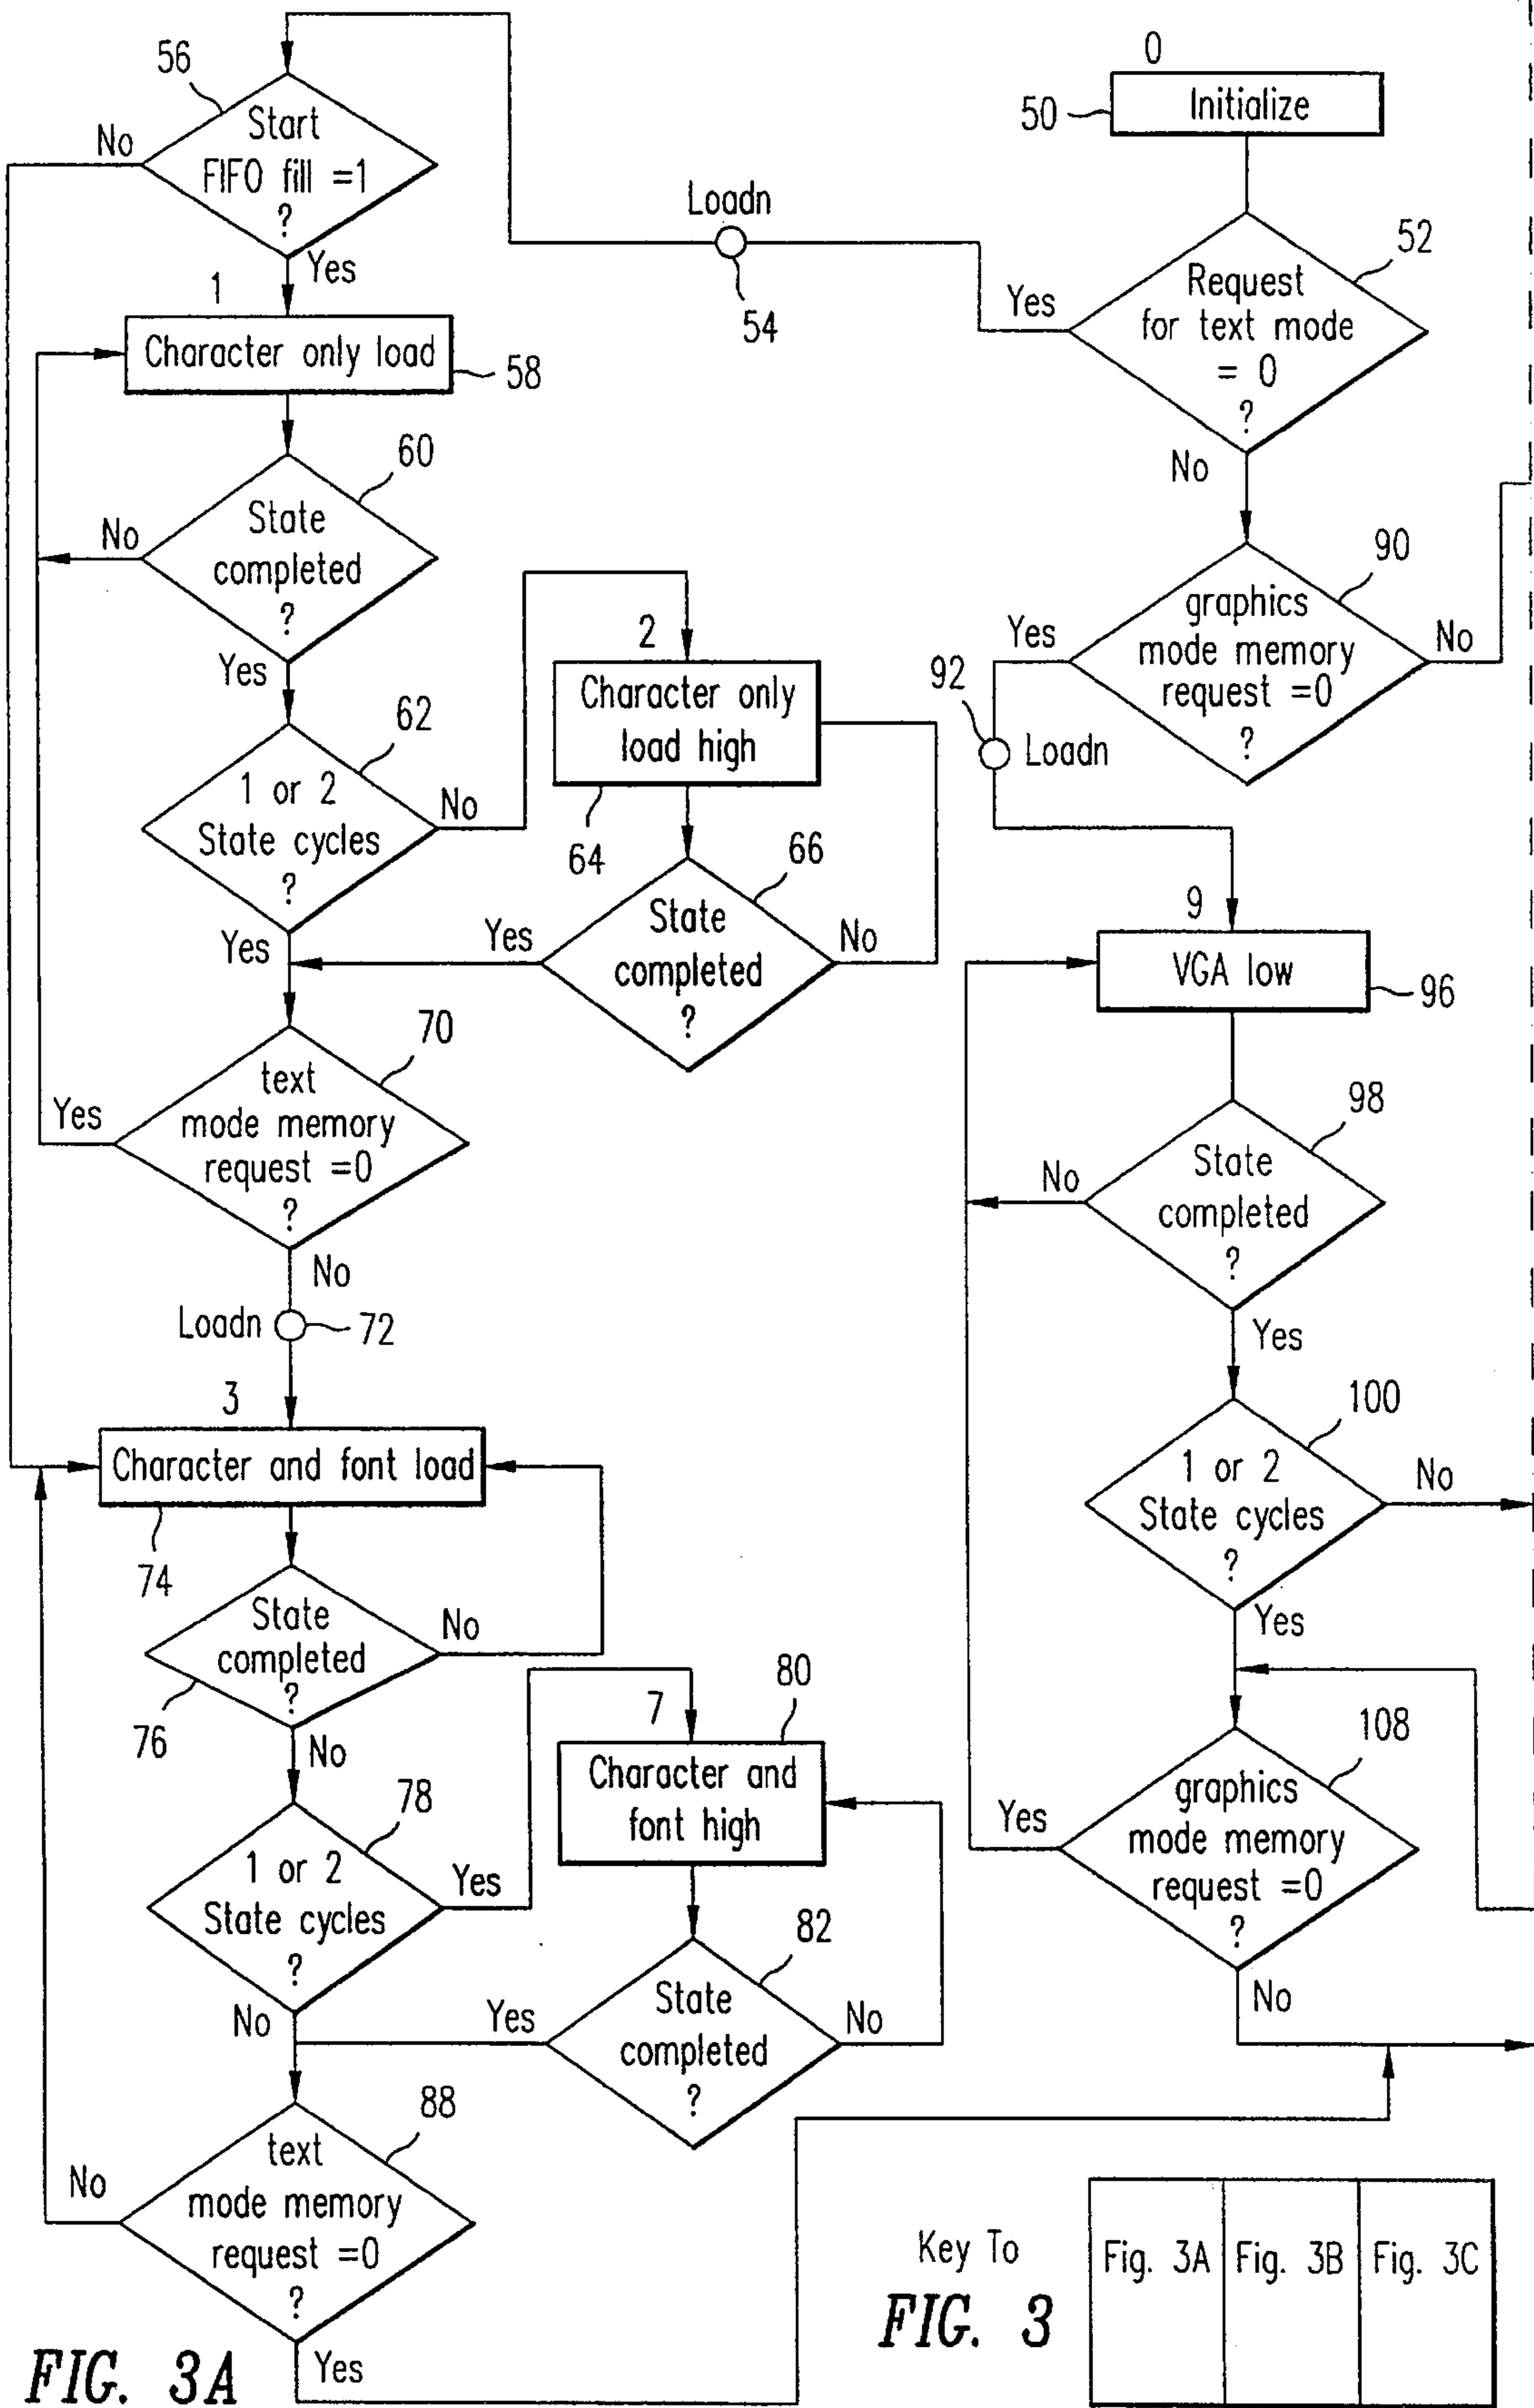 56
Start
FIFO fill =1
?
No
Yes
1
Character only load
58
60
State
completed
?
No
Yes
62
1 or 2
State cycles
?
No
Yes
2
Character only
load high
64
66
State
completed
?
Yes
No
70
text
mode memory
request =0
?
Yes
No
Loadn
72
3
Character and font load
74
State
completed
?
No
76
No
78
1 or 2
State cycles
?
Yes
No
7
80
Character and
font high
82
State
completed
?
Yes
No
88
text
mode memory
request =0
?
No
Yes
FIG. 3A
0
Initialize
50
52
Request
for text mode
= 0
?
Yes
Loadn
54
No
90
graphics
mode memory
request =0
?
Yes
No
92
Loadn
9
VGA low
96
98
State
completed
?
No
Yes
100
1 or 2
State cycles
?
No
Yes
108
graphics
mode memory
request =0
?
Yes
No
Key To
FIG. 3
Fig. 3A
Fig. 3B
Fig. 3C